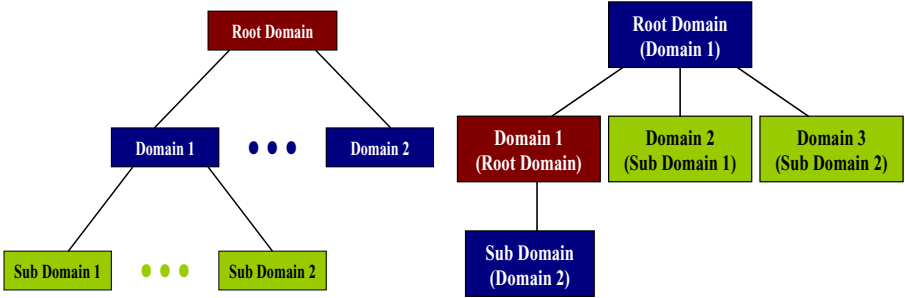 Root Domain
Domain 1
Domain 2
Sub Domain 1
Sub Domain 2
Root Domain
(Domain 1)
Domain 1
(Root Domain)
Domain 2
(Sub Domain 1)
Domain 3
(Sub Domain 2)
Sub Domain
(Domain 2)